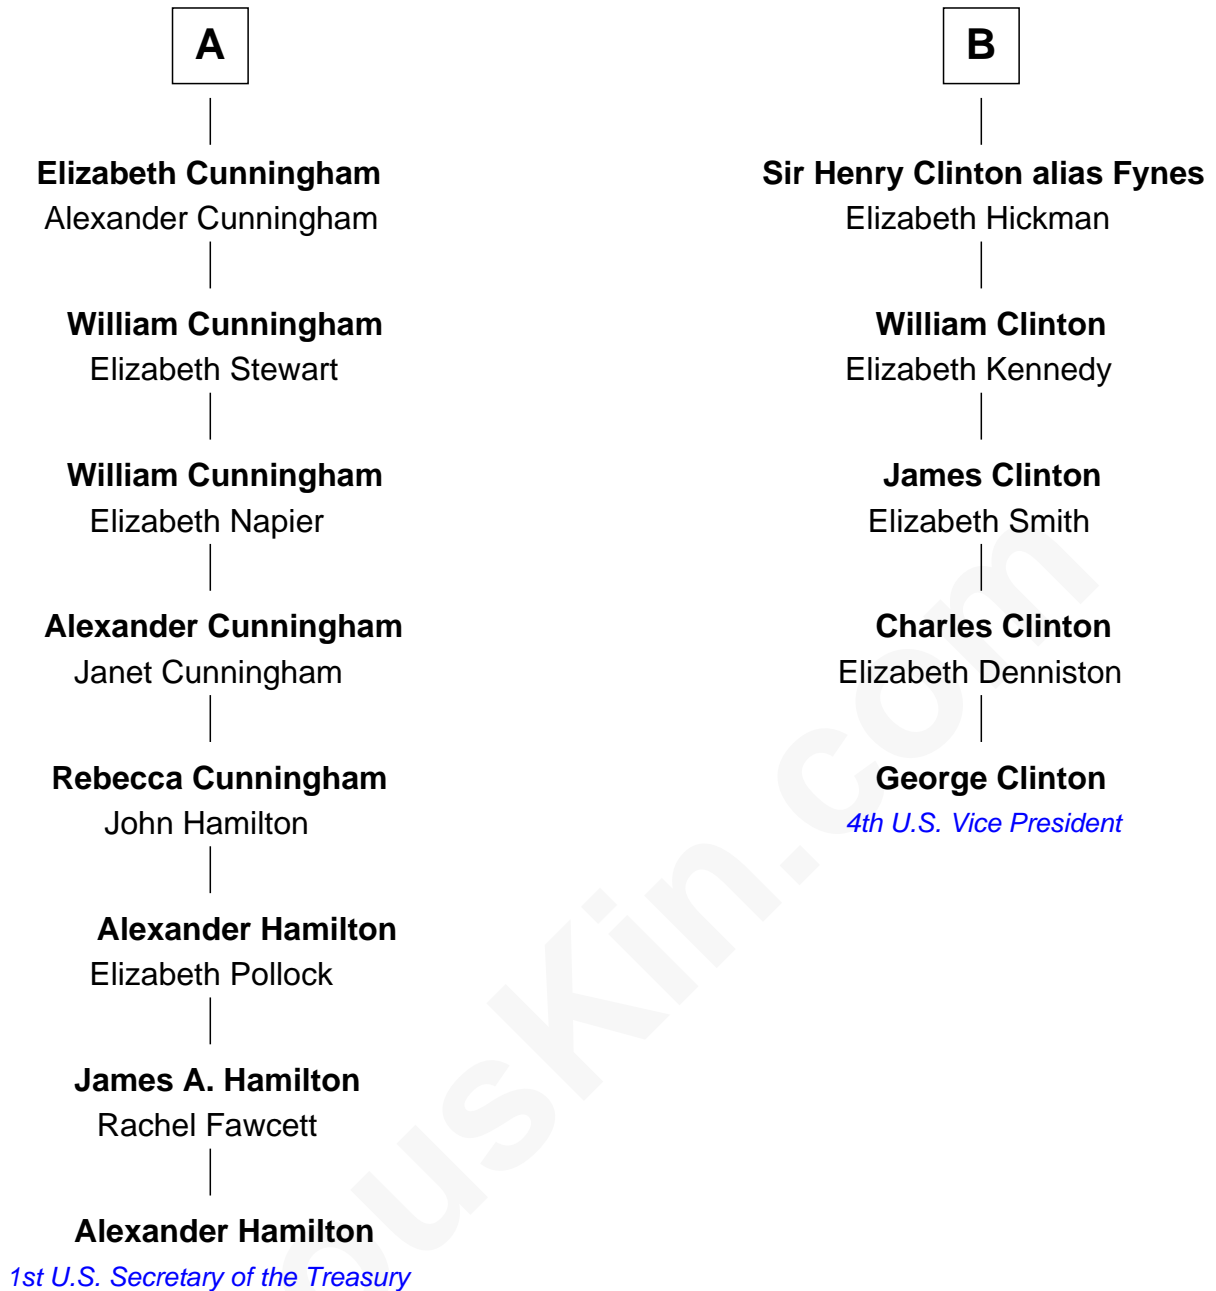 A
Elizabeth Cunningham
Alexander Cunningham
William Cunningham
Elizabeth Stewart
William Cunningham
Elizabeth Napier
Alexander Cunningham
Janet Cunningham
Rebecca Cunningham
John Hamilton
Alexander Hamilton
Elizabeth Pollock
James A. Hamilton
Rachel Fawcett
Alexander Hamilton
1st U.S. Secretary of the Treasury
B
Sir Henry Clinton alias Fynes
Elizabeth Hickman
William Clinton
Elizabeth Kennedy
James Clinton
Elizabeth Smith
Charles Clinton
Elizabeth Denniston
George Clinton
4th U.S. Vice President
ousKin.com